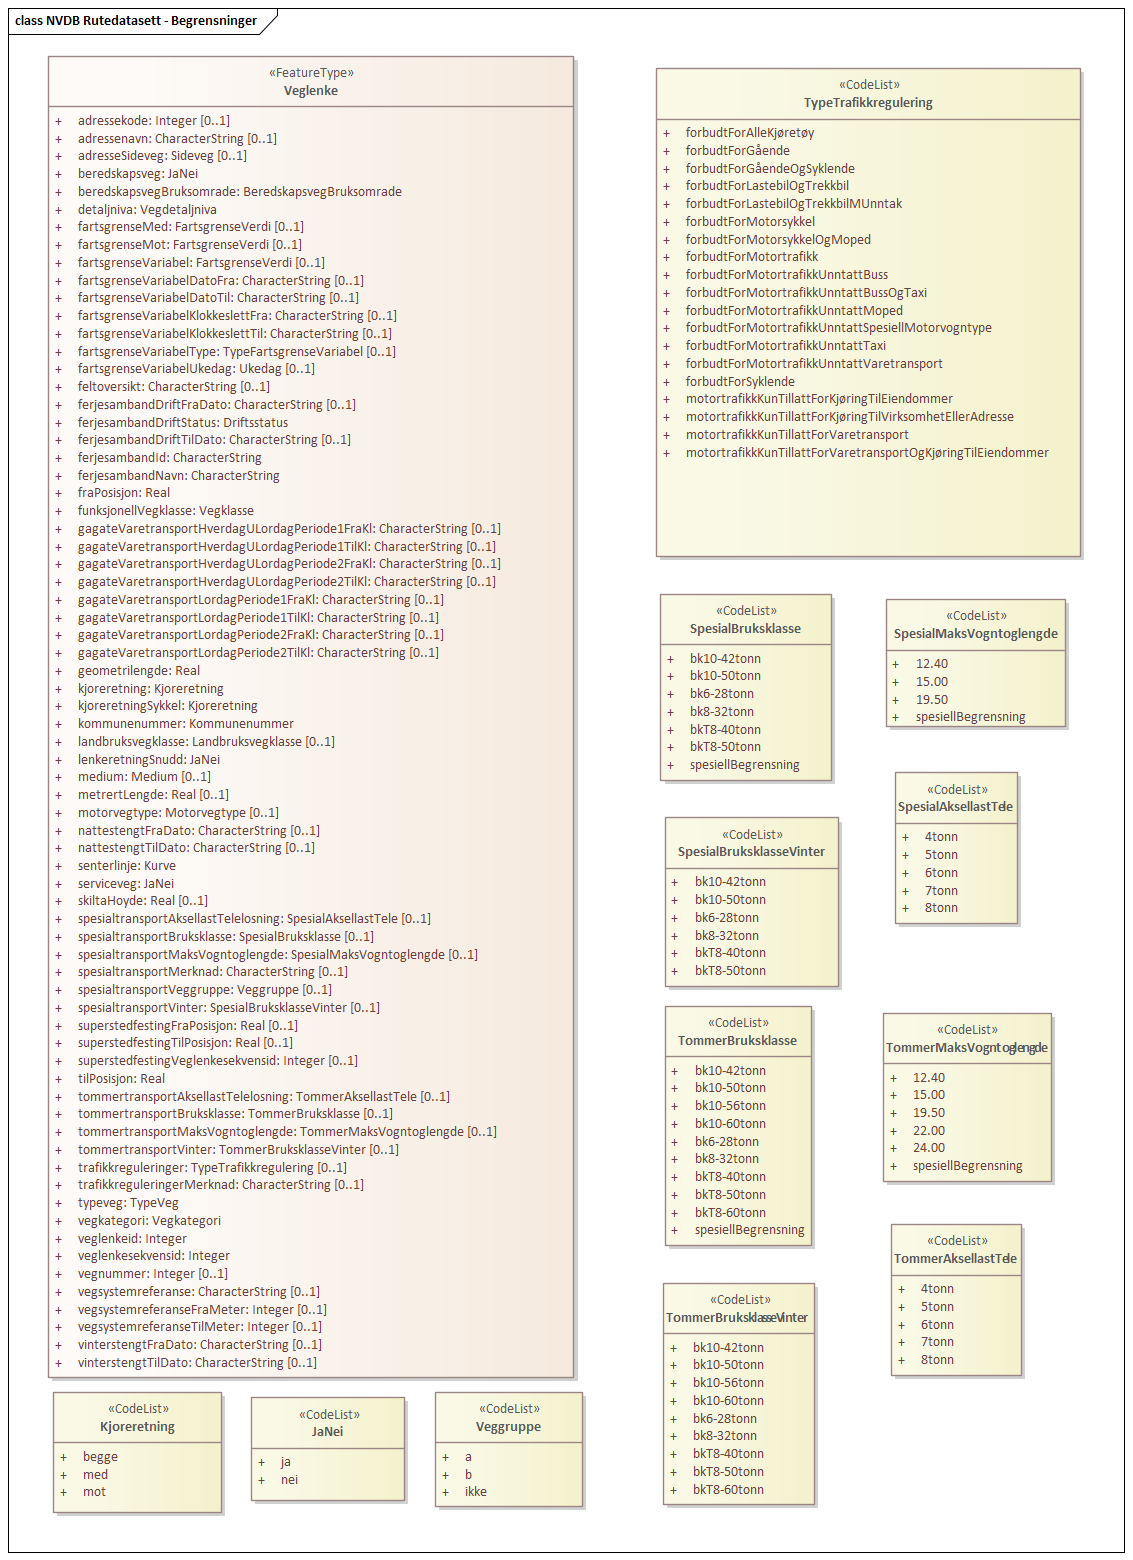 class NVDB Rutedatasett - Begrensninger
«FeatureType»
Veglenke
+ adressekode: Integer [0..1]
+ adressenavn: CharacterString [0..1]
+ adresseSideveg: Sideveg [0..1]
+ beredskapsveg: JaNei
+ beredskapsvegBruksomrade: BeredskapsvegBruksomrade
+ detaljniva: Vegdetaljniva
+ fartsgrenseMed: FartsgrenseVerdi [0..1]
+ fartsgrenseMot: FartsgrenseVerdi [0..1]
+ fartsgrenseVariabel: FartsgrenseVerdi [0..1]
+ fartsgrenseVariabelDatoFra: CharacterString [0..1]
+ fartsgrenseVariabelDatoTil: CharacterString [0..1]
+ fartsgrenseVariabelKlokkeslettFra: CharacterString [0..1]
+ fartsgrenseVariabelKlokkeslettTil: CharacterString [0..1]
+ fartsgrenseVariabelType: TypeFartsgrenseVariabel [0..1]
+ fartsgrenseVariabelUkedag: Ukedag [0..1]
+ feltoversikt: CharacterString [0..1]
+ ferjesambandDriftFraDato: CharacterString [0..1]
+ ferjesambandDriftStatus: Driftsstatus
+ ferjesambandDriftTilDato: CharacterString [0..1]
+ ferjesambandId: CharacterString
+ ferjesambandNavn: CharacterString
+ fraPosisjon: Real
+ funksjonellVegklasse: Vegklasse
+ gagateVaretransportHverdagULordagPeriode1FraKl: CharacterString [0..1]
+ gagateVaretransportHverdagULordagPeriode1TilKl: CharacterString [0..1]
+ gagateVaretransportHverdagULordagPeriode2FraKl: CharacterString [0..1]
+ gagateVaretransportHverdagULordagPeriode2TilKl: CharacterString [0..1]
+ gagateVaretransportLordagPeriode1FraKl: CharacterString [0..1]
+ gagateVaretransportLordagPeriode1TilKl: CharacterString [0..1]
+ gagateVaretransportLordagPeriode2FraKl: CharacterString [0..1]
+ gagateVaretransportLordagPeriode2TilKl: CharacterString [0..1]
+ geometrilengde: Real
+ kjoreretning: Kjoreretning
+ kjoreretningSykkel: Kjoreretning
+ kommunenummer: Kommunenummer
+ landbruksvegklasse: Landbruksvegklasse [0..1]
+ lenkeretningSnudd: JaNei
+ medium: Medium [0..1]
+ metrertLengde: Real [0..1]
+ motorvegtype: Motorvegtype [0..1]
+ nattestengtFraDato: CharacterString [0..1]
+ nattestengtTilDato: CharacterString [0..1]
+ senterlinje: Kurve
+ serviceveg: JaNei
+ skiltaHoyde: Real [0..1]
+ spesialtransportAksellastTelelosning: SpesialAksellastTele [0..1]
+ spesialtransportBruksklasse: SpesialBruksklasse [0..1]
+ spesialtransportMaksVogntoglengde: SpesialMaksVogntoglengde [0..1]
+ spesialtransportMerknad: CharacterString [0..1]
+ spesialtransportVeggruppe: Veggruppe [0..1]
+ spesialtransportVinter: SpesialBruksklasseVinter [0..1]
+ superstedfestingFraPosisjon: Real [0..1]
+ superstedfestingTilPosisjon: Real [0..1]
+ superstedfestingVeglenkesekvensid: Integer [0..1]
+ tilPosisjon: Real
+ tommertransportAksellastTelelosning: TommerAksellastTele [0..1]
+ tommertransportBruksklasse: TommerBruksklasse [0..1]
+ tommertransportMaksVogntoglengde: TommerMaksVogntoglengde [0..1]
+ tommertransportVinter: TommerBruksklasseVinter [0..1]
+ trafikkreguleringer: TypeTrafikkregulering [0..1]
+ trafikkreguleringerMerknad: CharacterString [0..1]
+ typeveg: TypeVeg
+ vegkategori: Vegkategori
+ veglenkeid: Integer
+ veglenkesekvensid: Integer
+ vegnummer: Integer [0..1]
+ vegsystemreferanse: CharacterString [0..1]
+ vegsystemreferanseFraMeter: Integer [0..1]
+ vegsystemreferanseTilMeter: Integer [0..1]
+ vinterstengtFraDato: CharacterString [0..1]
+ vinterstengtTilDato: CharacterString [0..1]
«CodeList»
TypeTrafikkregulering
+ forbudtForAlleKjøretøy
+ forbudtForGående
+ forbudtForGåendeOgSyklende
+ forbudtForLastebilOgTrekkbil
+ forbudtForLastebilOgTrekkbilMUnntak
+ forbudtForMotorsykkel
+ forbudtForMotorsykkelOgMoped
+ forbudtForMotortrafikk
+ forbudtForMotortrafikkUnntattBuss
+ forbudtForMotortrafikkUnntattBussOgTaxi
+ forbudtForMotortrafikkUnntattMoped
+ forbudtForMotortrafikkUnntattSpesiellMotorvogntype
+ forbudtForMotortrafikkUnntattTaxi
+ forbudtForMotortrafikkUnntattVaretransport
+ forbudtForSyklende
+ motortrafikkKunTillattForKjøringTilEiendommer
+ motortrafikkKunTillattForKjøringTilVirksomhetEllerAdresse
+ motortrafikkKunTillattForVaretransport
+ motortrafikkKunTillattForVaretransportOgKjøringTilEiendommer
«CodeList»
SpesialBruksklasse
+ bk10-42tonn
+ bk10-50tonn
+ bk6-28tonn
+ bk8-32tonn
+ bkT8-40tonn
+ bkT8-50tonn
+ spesiellBegrensning
«CodeList»
SpesialMaksVogntoglengde
+ 12.40
+ 15.00
+ 19.50
+ spesiellBegrensning
«CodeList»
SpesialAksellastTele
+ 4tonn
+ 5tonn
+ 6tonn
+ 7tonn
+ 8tonn
«CodeList»
SpesialBruksklasseVinter
+ bk10-42tonn
+ bk10-50tonn
+ bk6-28tonn
+ bk8-32tonn
+ bkT8-40tonn
+ bkT8-50tonn
«CodeList»
TommerBruksklasse
+ bk10-42tonn
+ bk10-50tonn
+ bk10-56tonn
+ bk10-60tonn
+ bk6-28tonn
+ bk8-32tonn
+ bkT8-40tonn
+ bkT8-50tonn
+ bkT8-60tonn
+ spesiellBegrensning
«CodeList»
TommerMaksVogntoglengde
+ 12.40
+ 15.00
+ 19.50
+ 22.00
+ 24.00
+ spesiellBegrensning
«CodeList»
TommerAksellastTele
+ 4tonn
+ 5tonn
+ 6tonn
+ 7tonn
+ 8tonn
«CodeList»
TommerBruksklasseVinter
+ bk10-42tonn
+ bk10-50tonn
+ bk10-56tonn
+ bk10-60tonn
+ bk6-28tonn
+ bk8-32tonn
+ bkT8-40tonn
+ bkT8-50tonn
+ bkT8-60tonn
«CodeList»
Kjoreretning
+ begge
+ med
+ mot
«CodeList»
JaNei
+ ja
+ nei
«CodeList»
Veggruppe
+ a
+ b
+ ikke